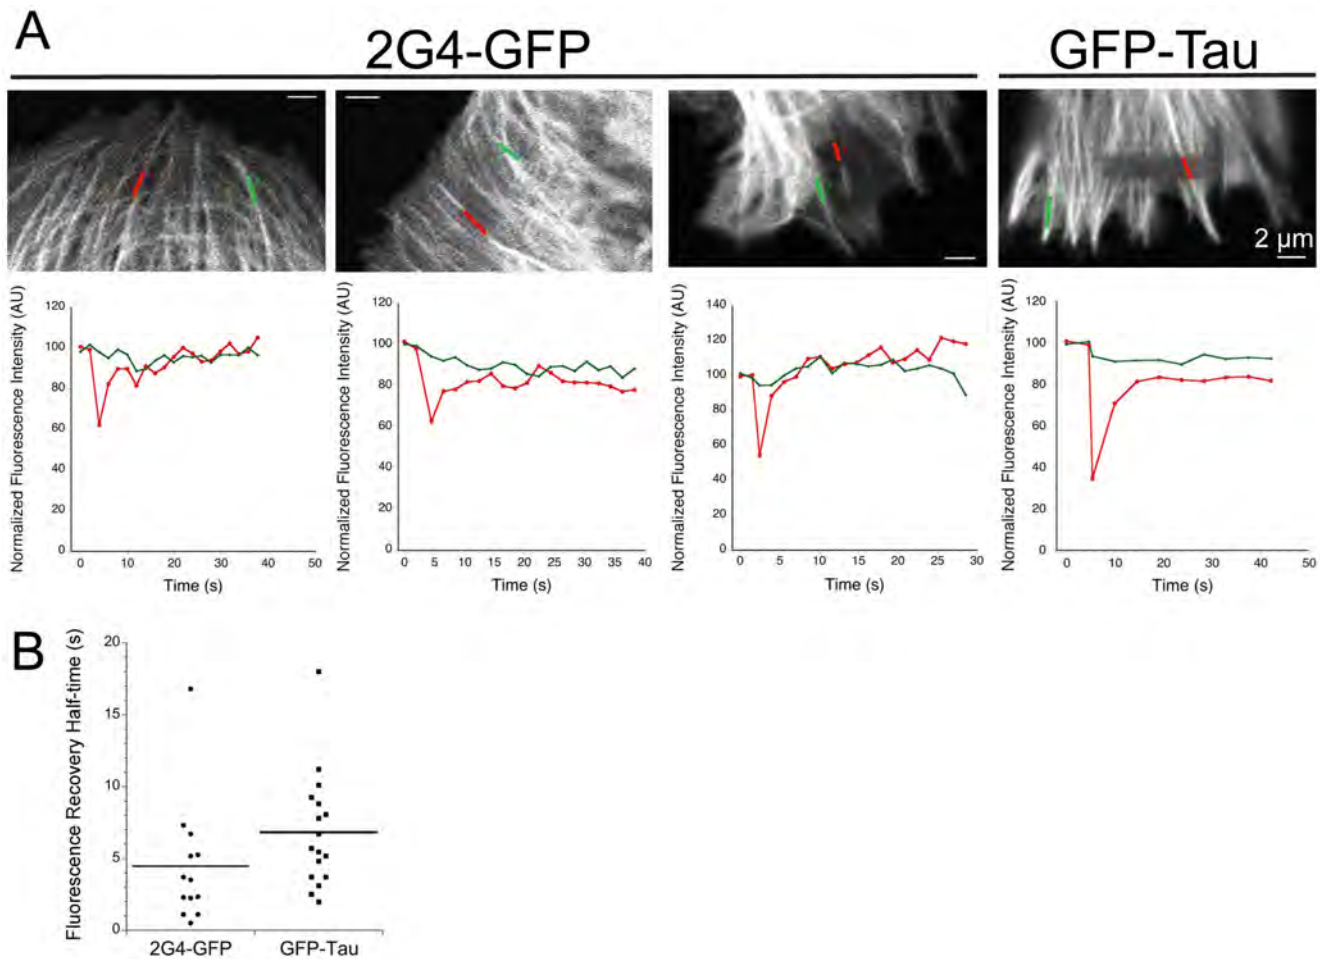 A
2G4-GFP
GFP-Tau
2 µm
Normalized Fluorescence Intensity (AU)
120
100
80
60
40
20
0
0 10 20 30 40 50
Time (s)
Normalized Fluorescence Intensity (AU)
120
100
80
60
40
20
0
0 5 10 15 20 25 30 35 40
Time (s)
Normalized Fluorescence Intensity (AU)
140
120
100
80
60
40
20
0
0 5 10 15 20 25 30
Time (s)
Normalized Fluorescence Intensity (AU)
120
100
80
60
40
20
0
0 10 20 30 40 50
Time (s)
B
Fluorescence Recovery Half-time (s)
20
15
10
5
0
2G4-GFP GFP-Tau